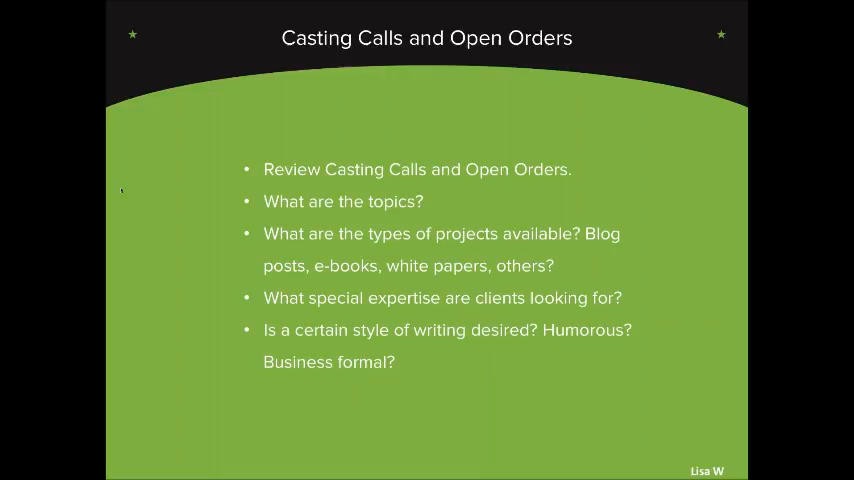 Casting Calls and Open Orders
• Review Casting Calls and Open Orders.
• What are the topics?
• What are the types of projects available? Blog
posts, e-books, white papers, others?
• What special expertise are clients looking for?
• Is a certain style of writing desired? Humorous?
Business formal?
Lisa W